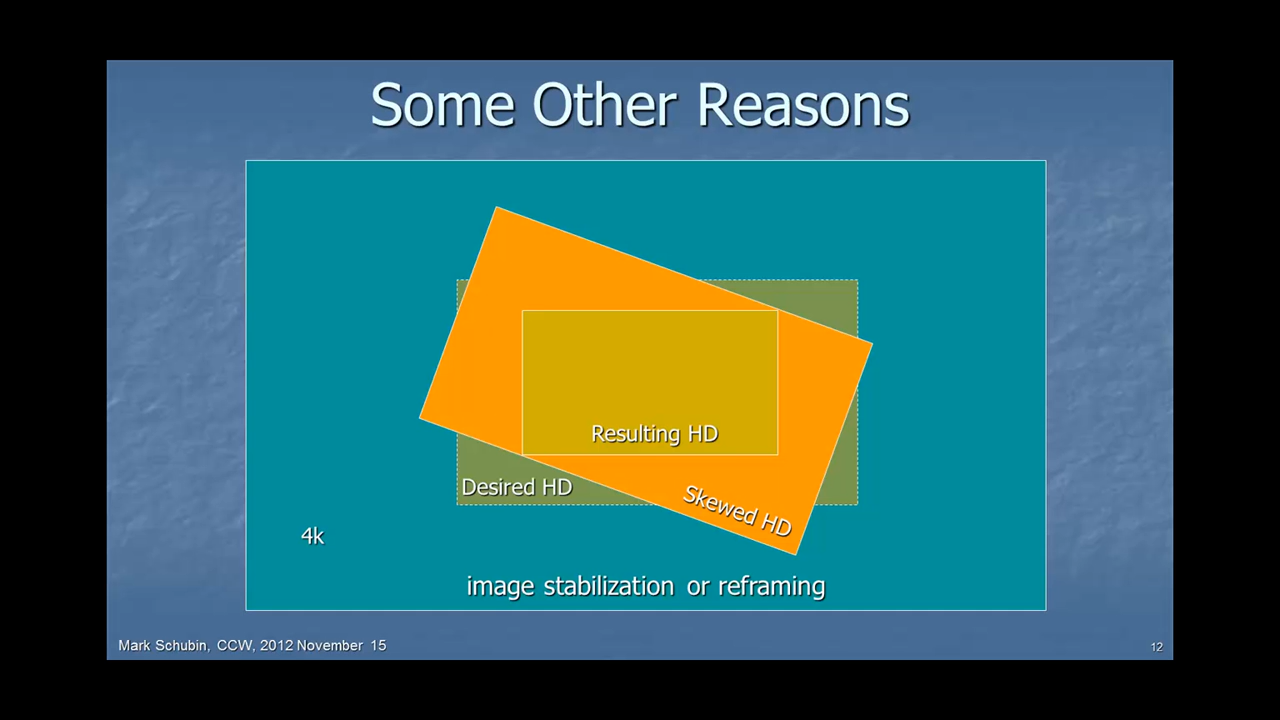 Some Other Reasons
Resulting HD
Desired HD
Skewed HD
4k
image stabilization or reframing
Mark Schubin, CCW, 2012 November 15
12